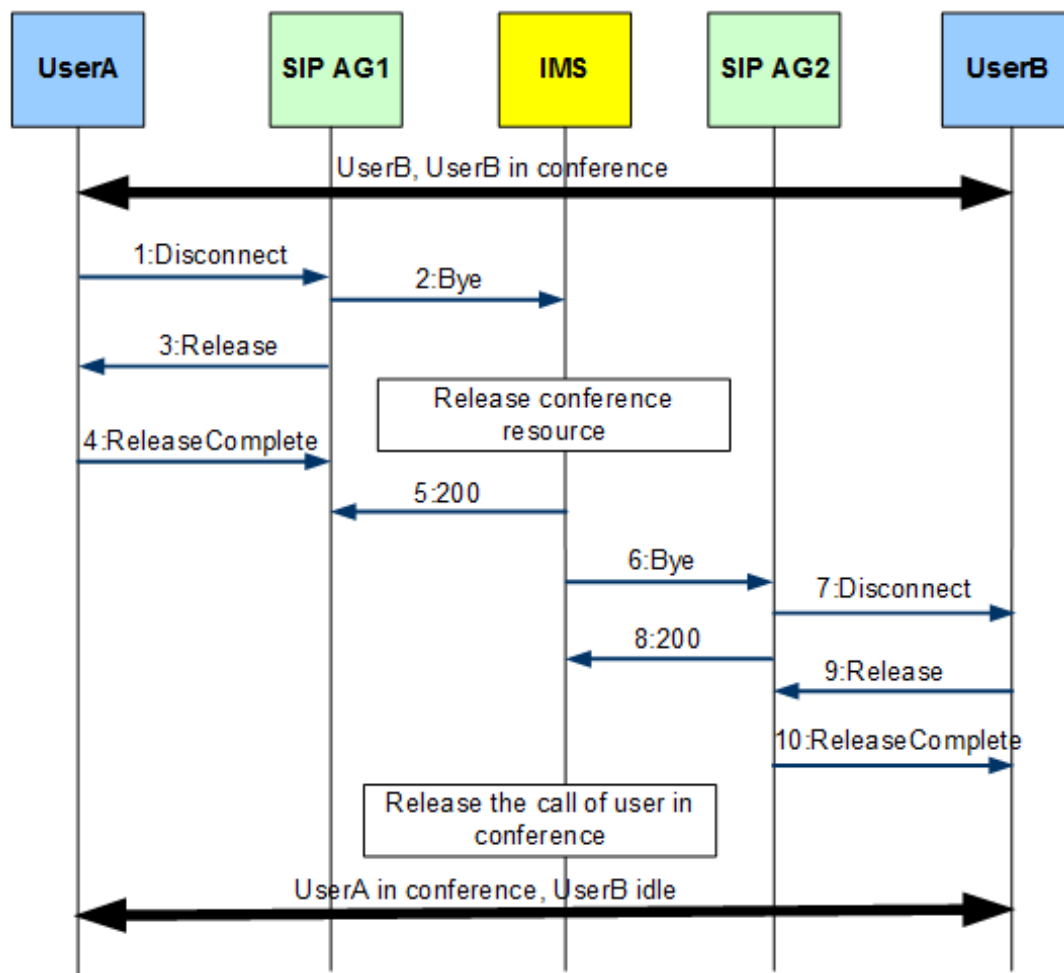 UserA
SIP AG1
IMS
SIP AG2
UserB
UserB, UserB in conference
1:Disconnect
2:Bye
3:Release
Release conference
resource
4:ReleaseComplete
5:200
6:Bye
7:Disconnect
8:200
9:Release
10:ReleaseComplete
Release the call of user in
conference
UserA in conference, UserB idle